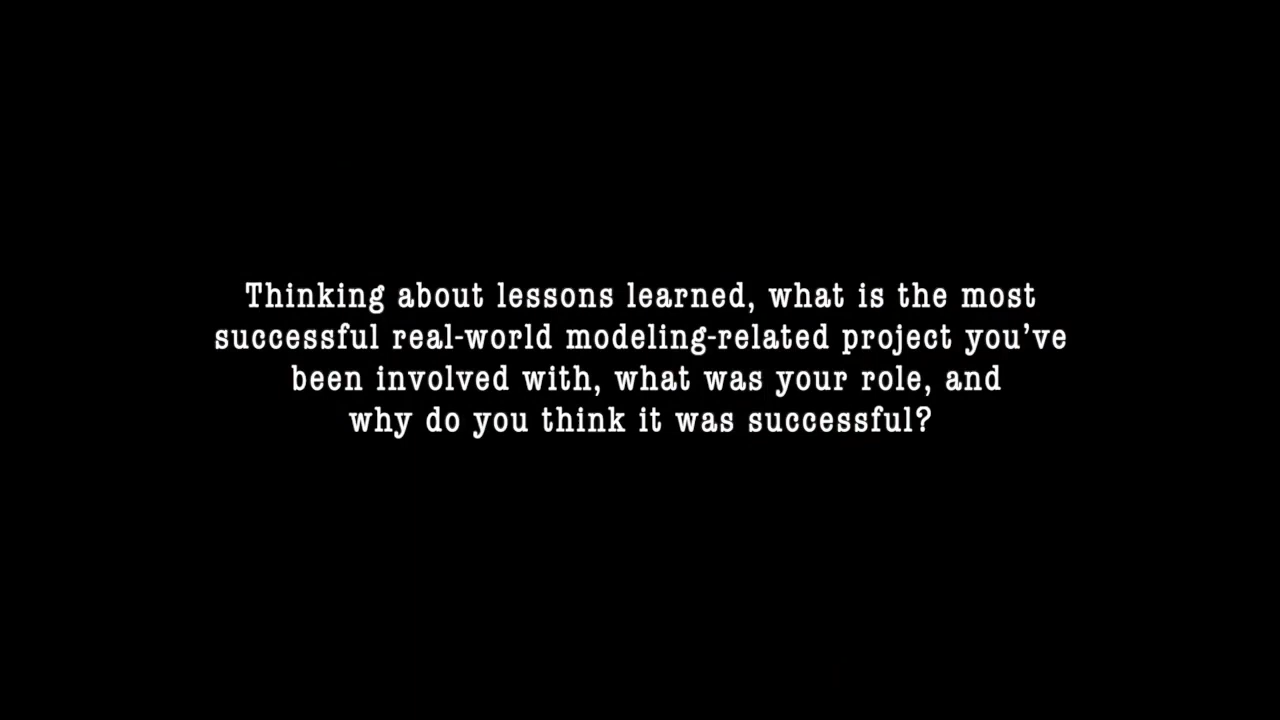 Thinking about lessons learned, what is the most
successful real-world modeling-related project you’ve
been involved with, what was your role, and
why do you think it was successful?